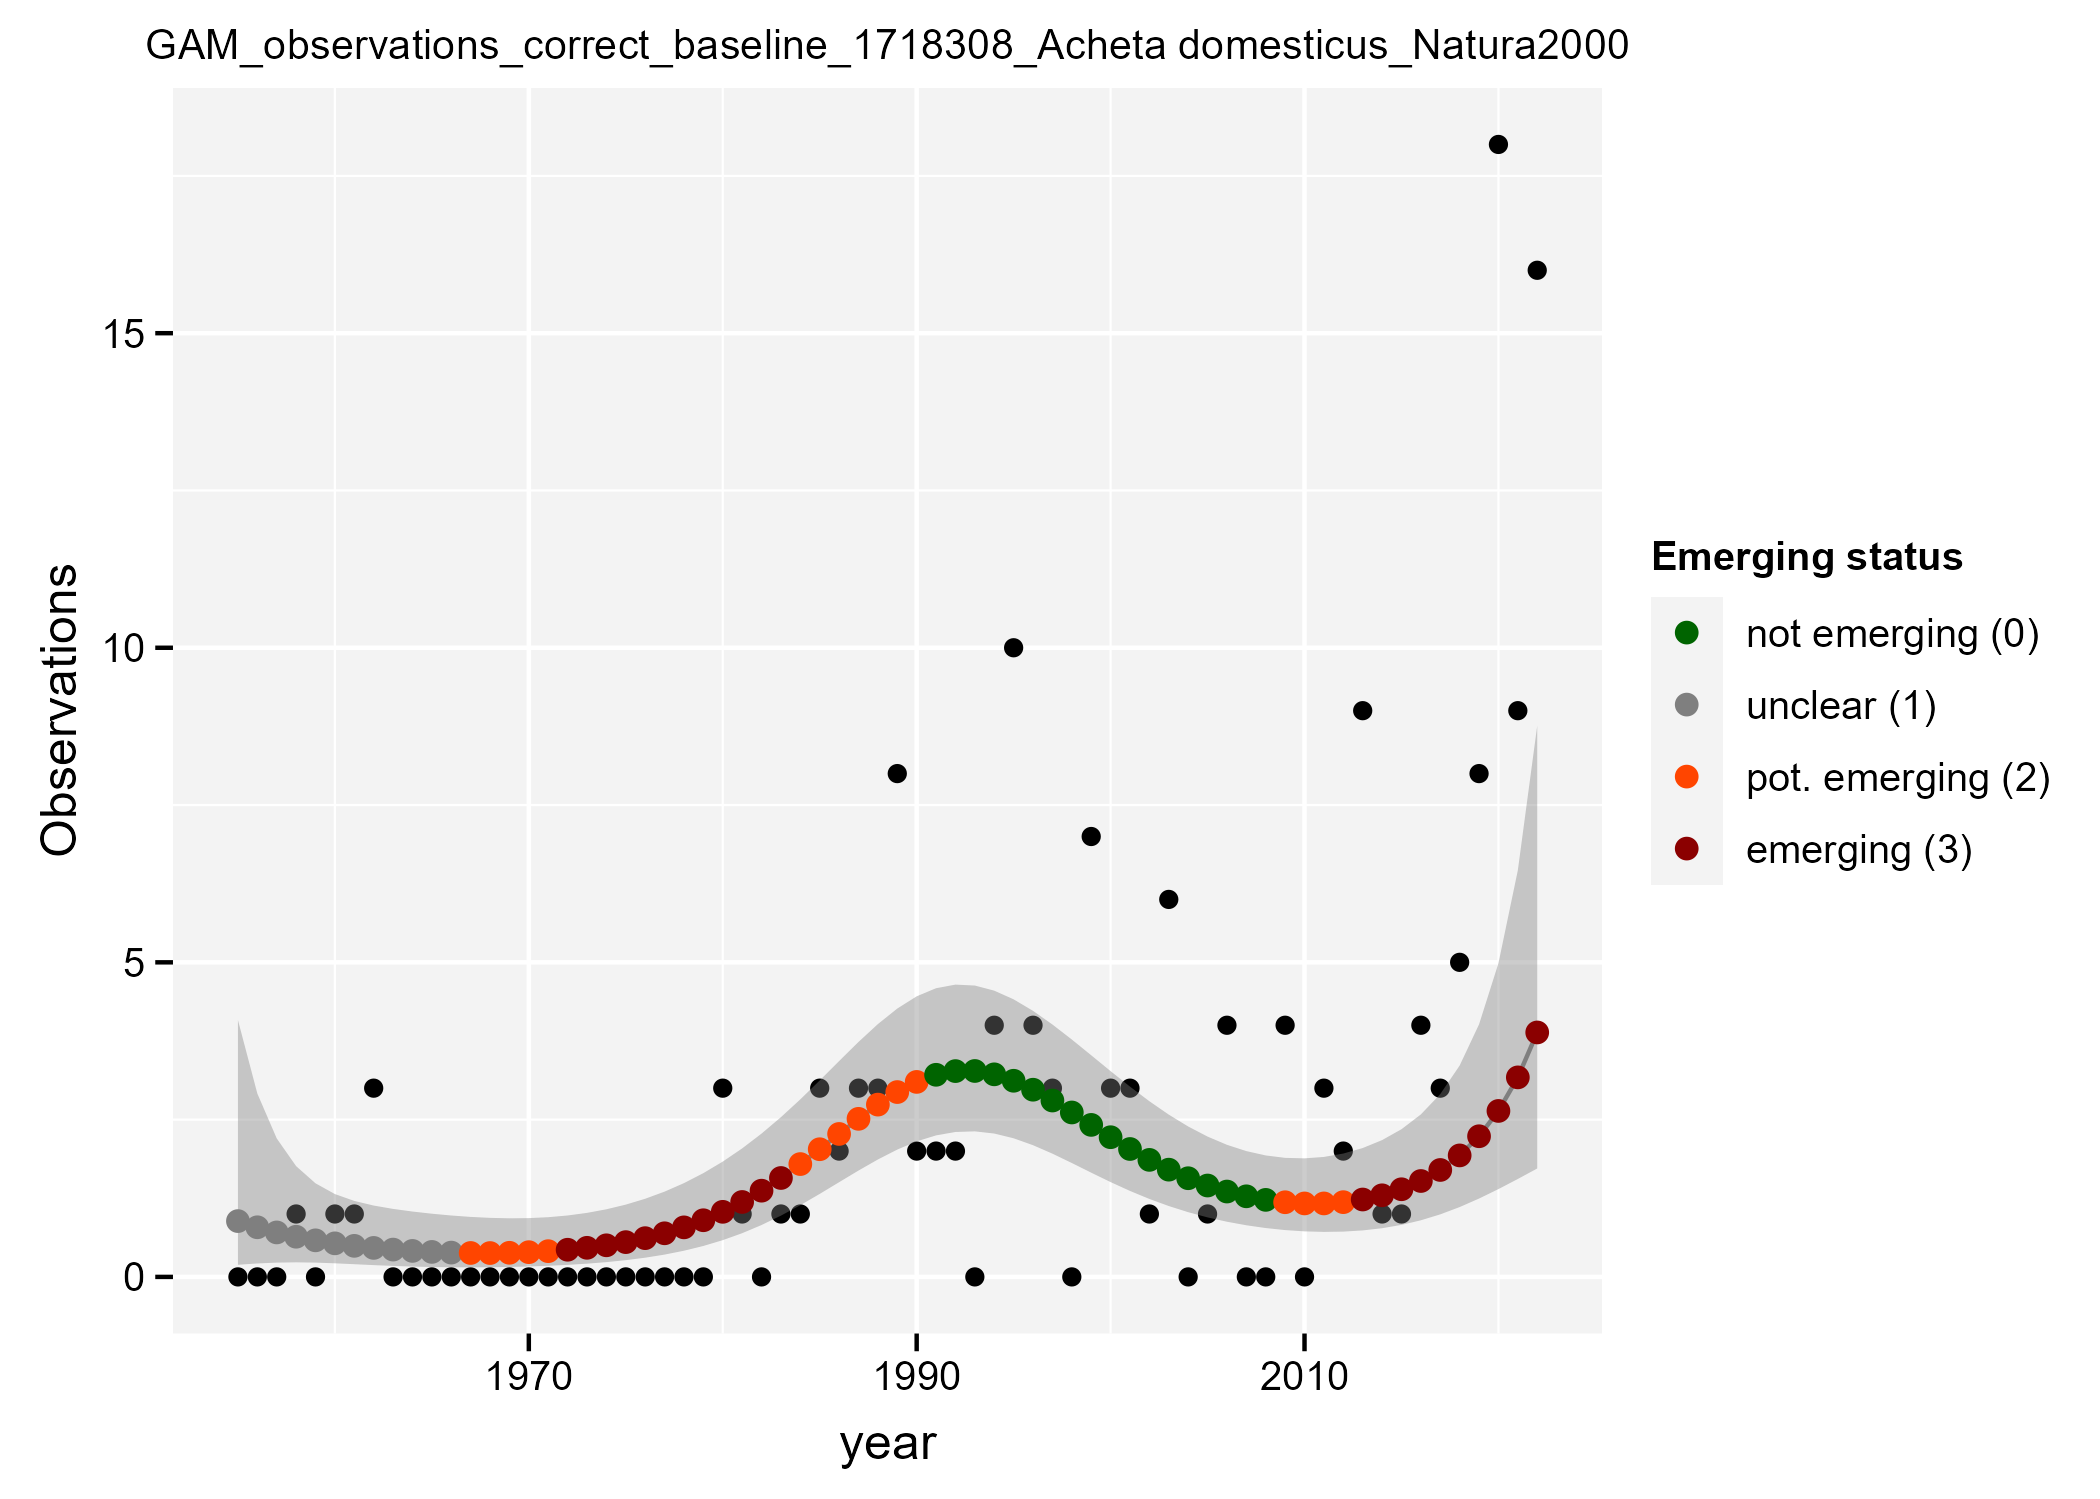 GAM_observations_correct_baseline_1718308_Acheta domesticus_Natura2000
15
10
5
0
Observations
1970
1990
2010
year
Emerging status
not emerging (0)
unclear (1)
pot. emerging (2)
emerging (3)